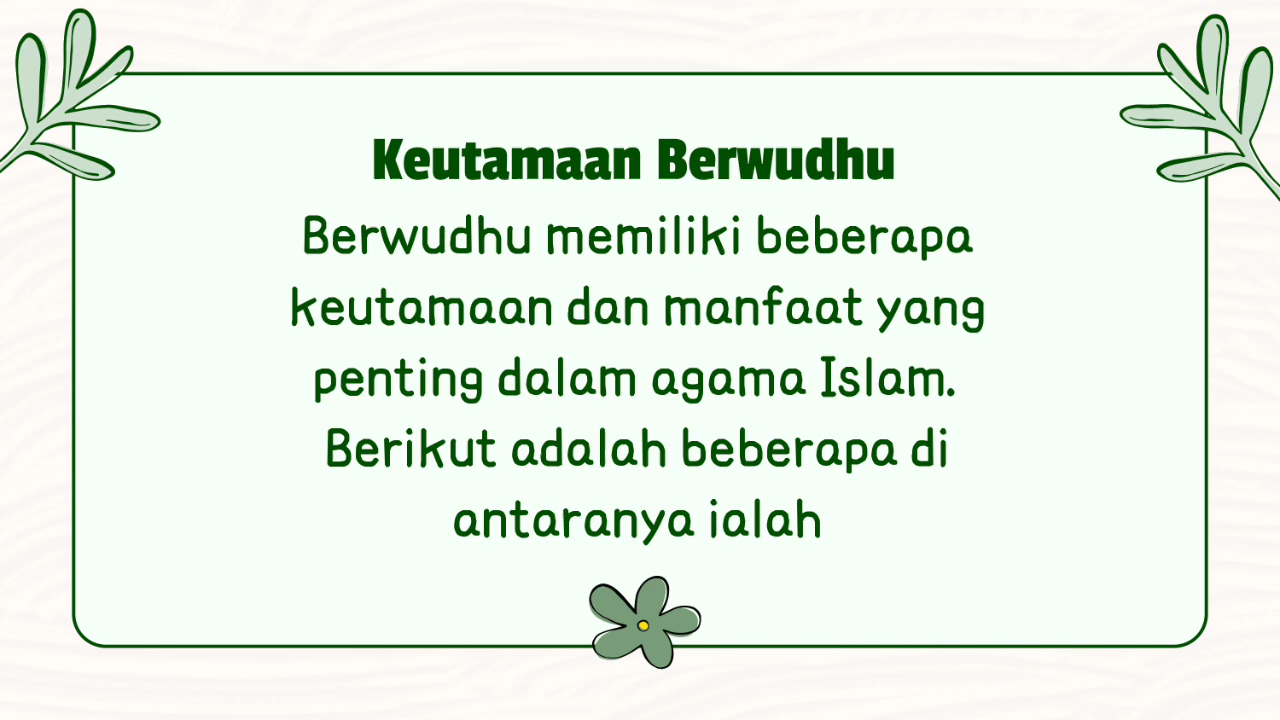 Keutamaan Berwudhu
Berwudhu memiliki beberapa
keutamaan dan manfaat yang
penting dalam agama Islam.
Berikut adalah beberapa di
antaranya ialah